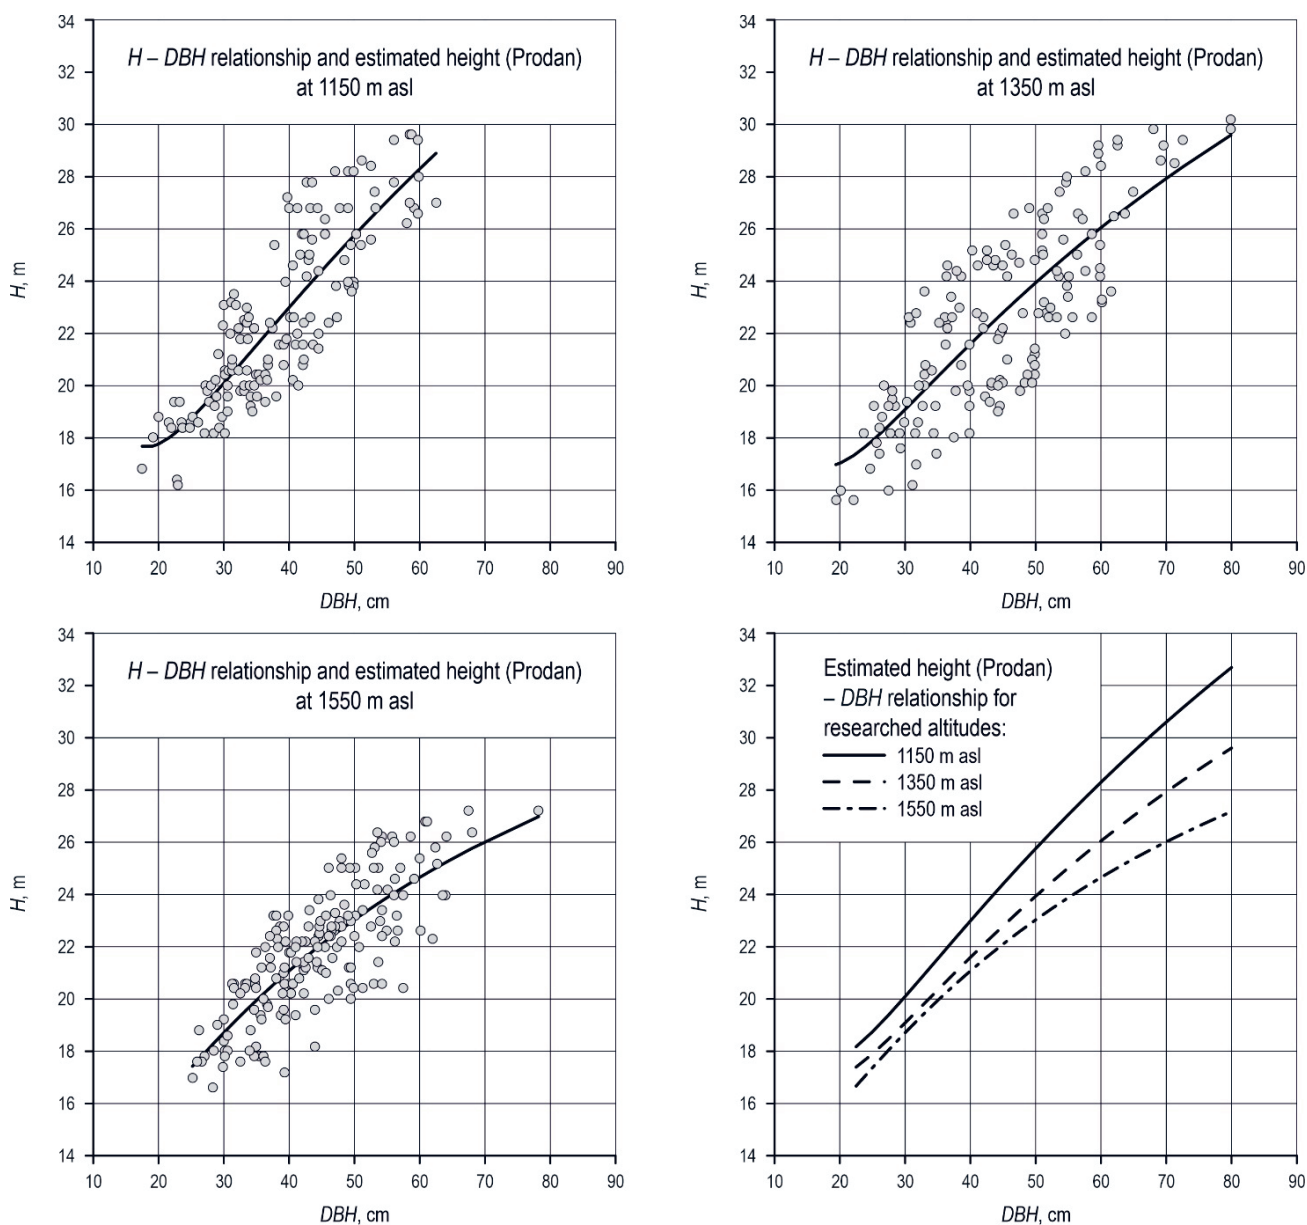 H – DBH relationship and estimated height (Prodan)
at 1150 m asl
34
32
30
28
26
24
22
20
18
16
14
H, m
10 20 30 40 50 60 70 80 90
DBH, cm
H – DBH relationship and estimated height (Prodan)
at 1350 m asl
34
32
30
28
26
24
22
20
18
16
14
H, m
10 20 30 40 50 60 70 80 90
DBH, cm
H – DBH relationship and estimated height (Prodan)
at 1550 m asl
34
32
30
28
26
24
22
20
18
16
14
H, m
10 20 30 40 50 60 70 80 90
DBH, cm
Estimated height (Prodan)
– DBH relationship for
researched altitudes:
1150 m asl
1350 m asl
1550 m asl
34
32
30
28
26
24
22
20
18
16
14
H, m
10 20 30 40 50 60 70 80 90
DBH, cm